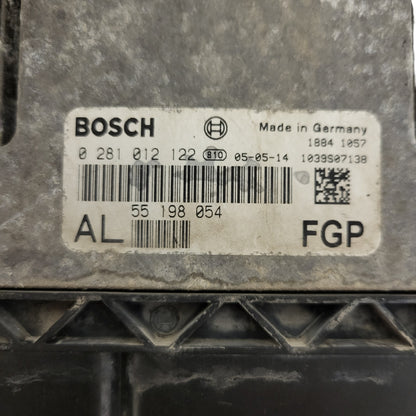 BOSCH Made in Germany
1884 10S7
0 281 012 122 810 05-05-14 1039S07138
55 198 054
AL FGP